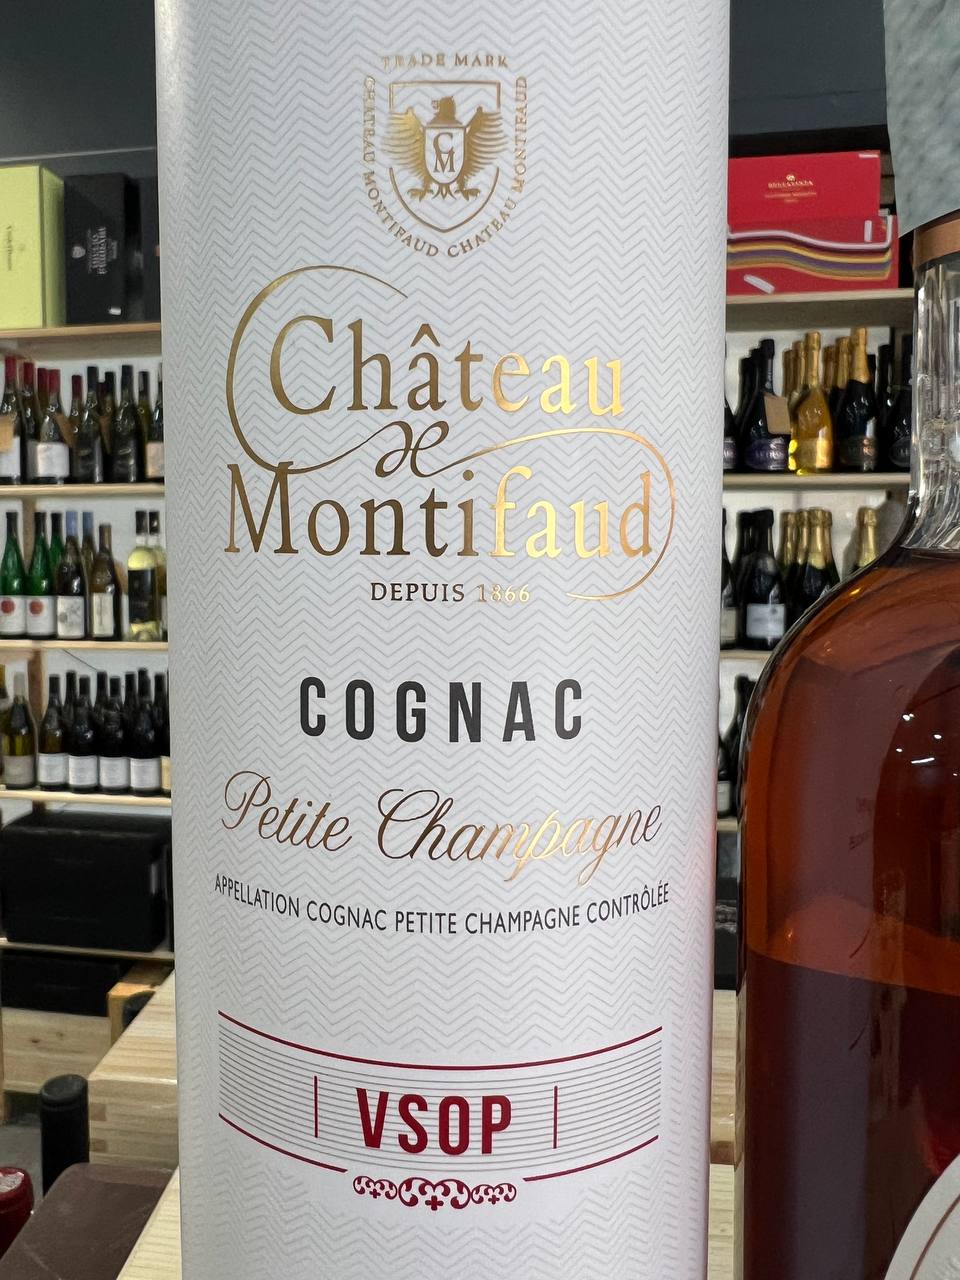 TRADE MARK
CHATEAU MONTIFAUD CHATEAU MONTIFAUD
CM
Château
de
Montifaud
DEPUIS 1866
COGNAC
Petite Champagne
APPELLATION COGNAC PETITE CHAMPAGNE CONTRÔLÉE
VSOP